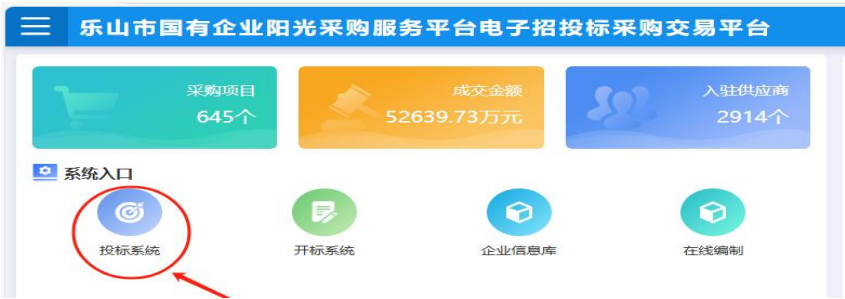 乐山市国有企业阳光采购服务平台电子招投标采购交易平台
采购项目
645个
成交金额
52639.73万元
入驻供应商
2914个
系统入口
投标系统
开标系统
企业信息库
在线编制